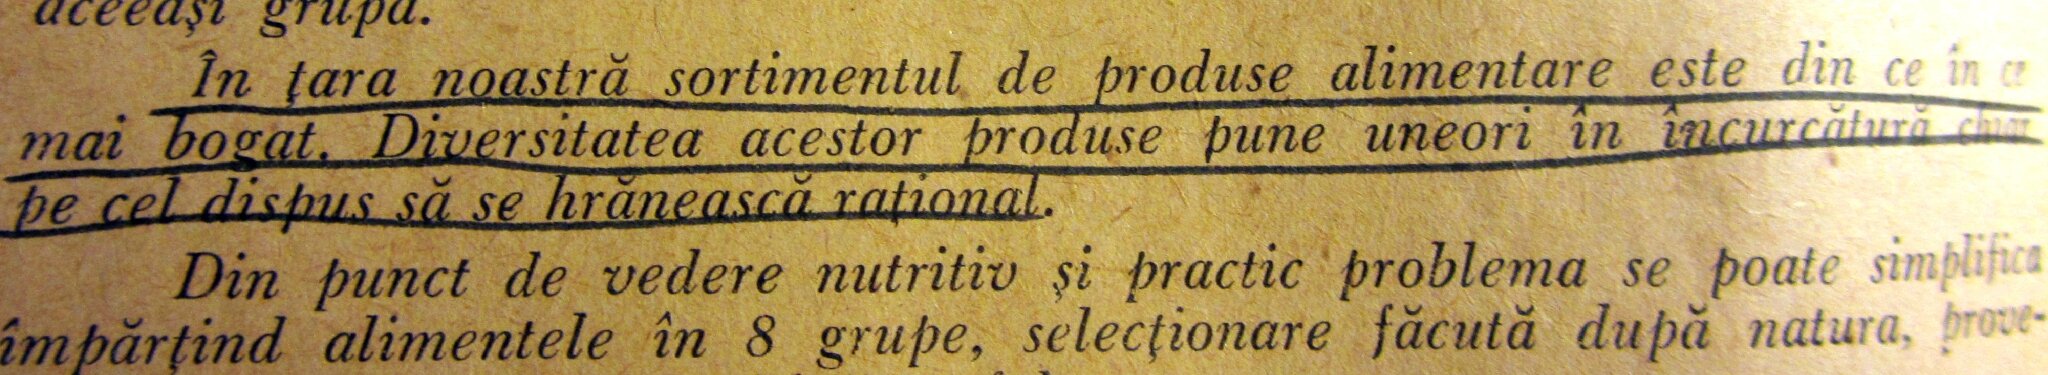 aceeași grupă.
În țara noastră sortimentul de produse alimentare este din ce în ce
mai bogat. Diversitatea acestor produse pune uneori în încurcătură chiar
pe cel dispus să se hrănească rațional.
Din punct de vedere nutritiv și practic problema se poate simplifica
împărțind alimentele în 8 grupe, selecționare făcută după natura, prove-